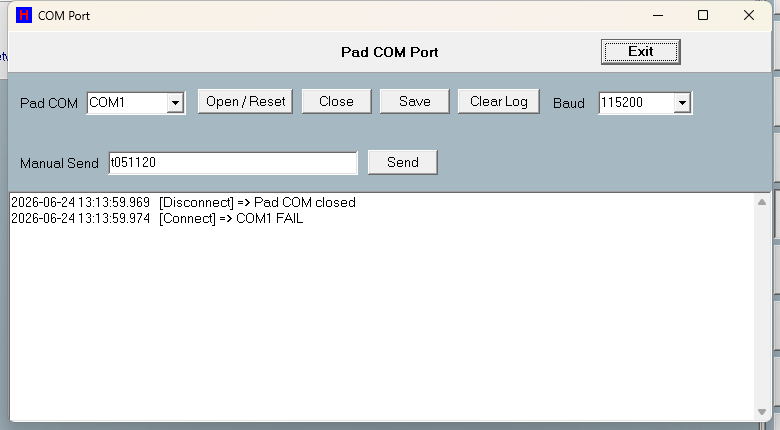 H COM Port
Pad COM Port
Exit
Pad COM COM1 Open / Reset Close Save Clear Log Baud 115200
Manual Send t051120 Send
2026-06-24 13:13:59.969 [Disconnect] => Pad COM closed
2026-06-24 13:13:59.974 [Connect] => COM1 FAIL